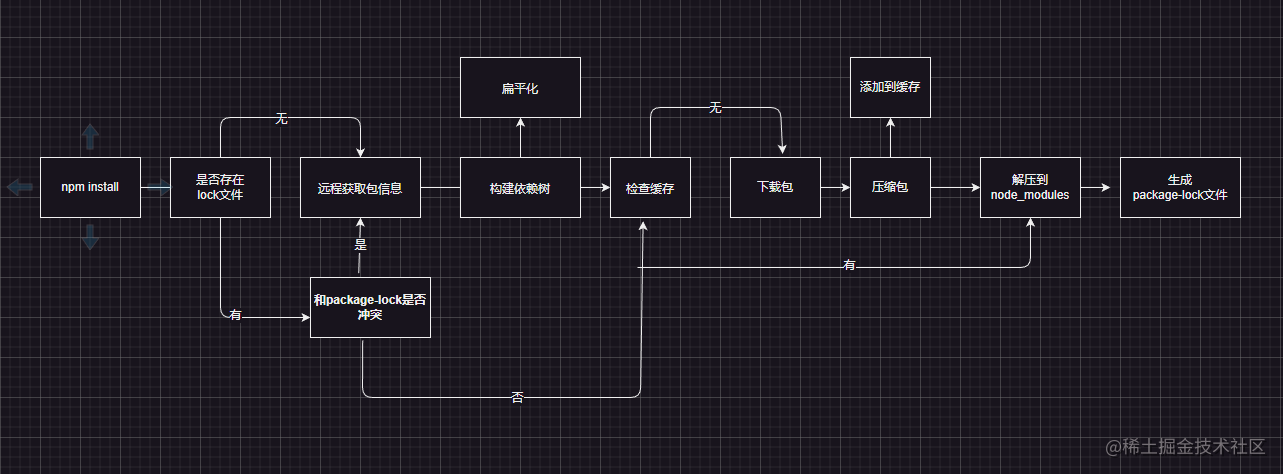 扁平化
添加到缓存
无
无
npm install
是否存在
lock文件
远程获取包信息
构建依赖树
检查缓存
下载包
压缩包
解压到
node_modules
生成
package-lock文件
是
有
和package-lock是否
冲突
有
否
@稀土掘金技术社区